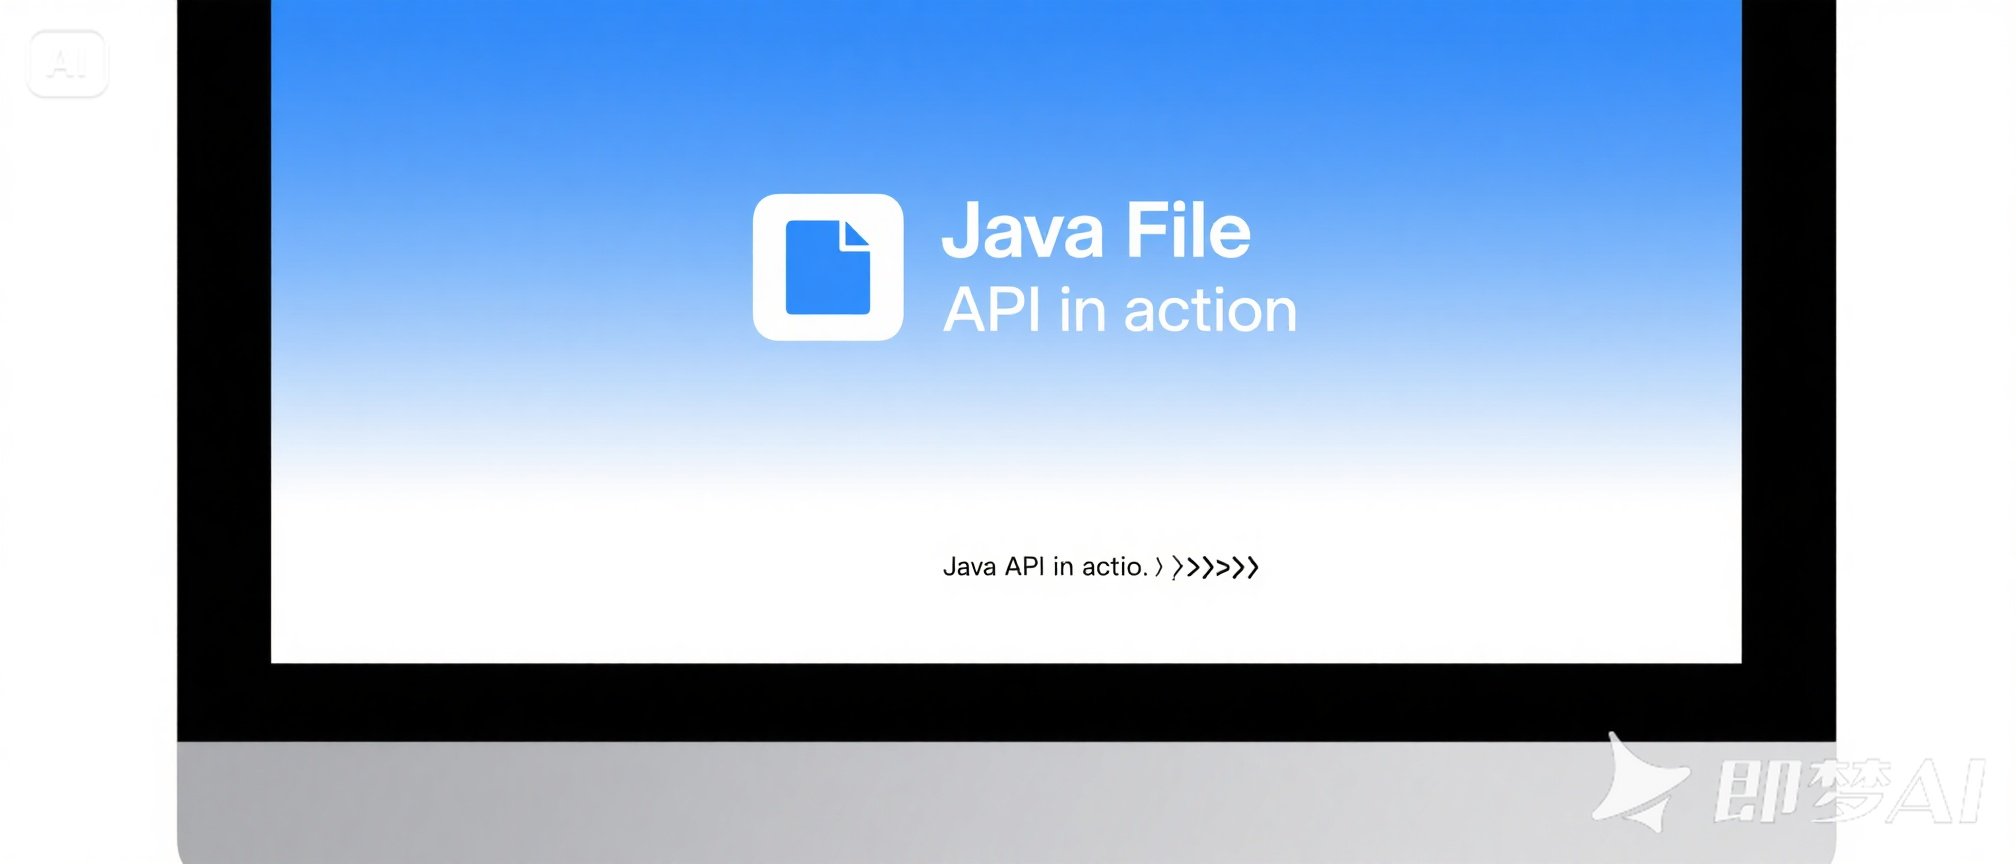 AI
Java File
API in action
Java API in actio. 〉〉>>>>>
即梦AI